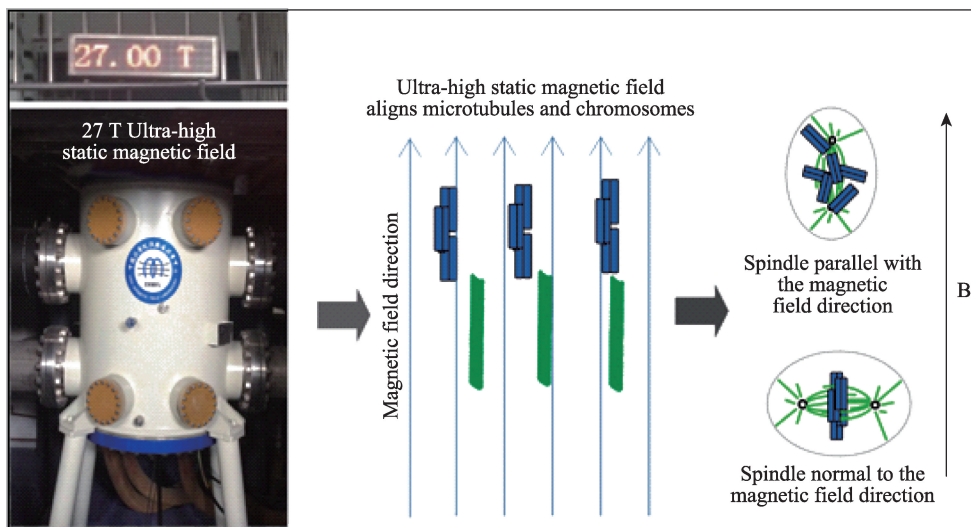 27.00 T
27 T Ultra-high
static magnetic field
Ultra-high static magnetic field
aligns microtubules and chromosomes
Magnetic field direction
Spindle parallel with
the magnetic
field direction
B
Spindle normal to the
magnetic field direction